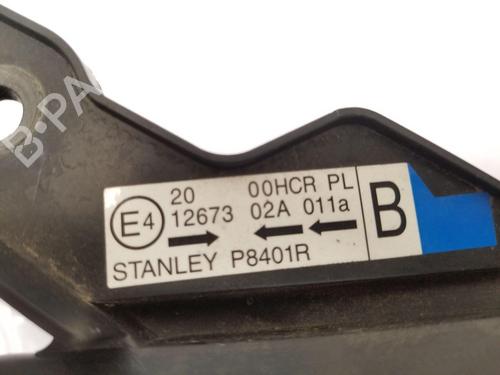 B-PA
E4 20 00HCR PL
12673 02A 011a
STANLEY P8401R
B